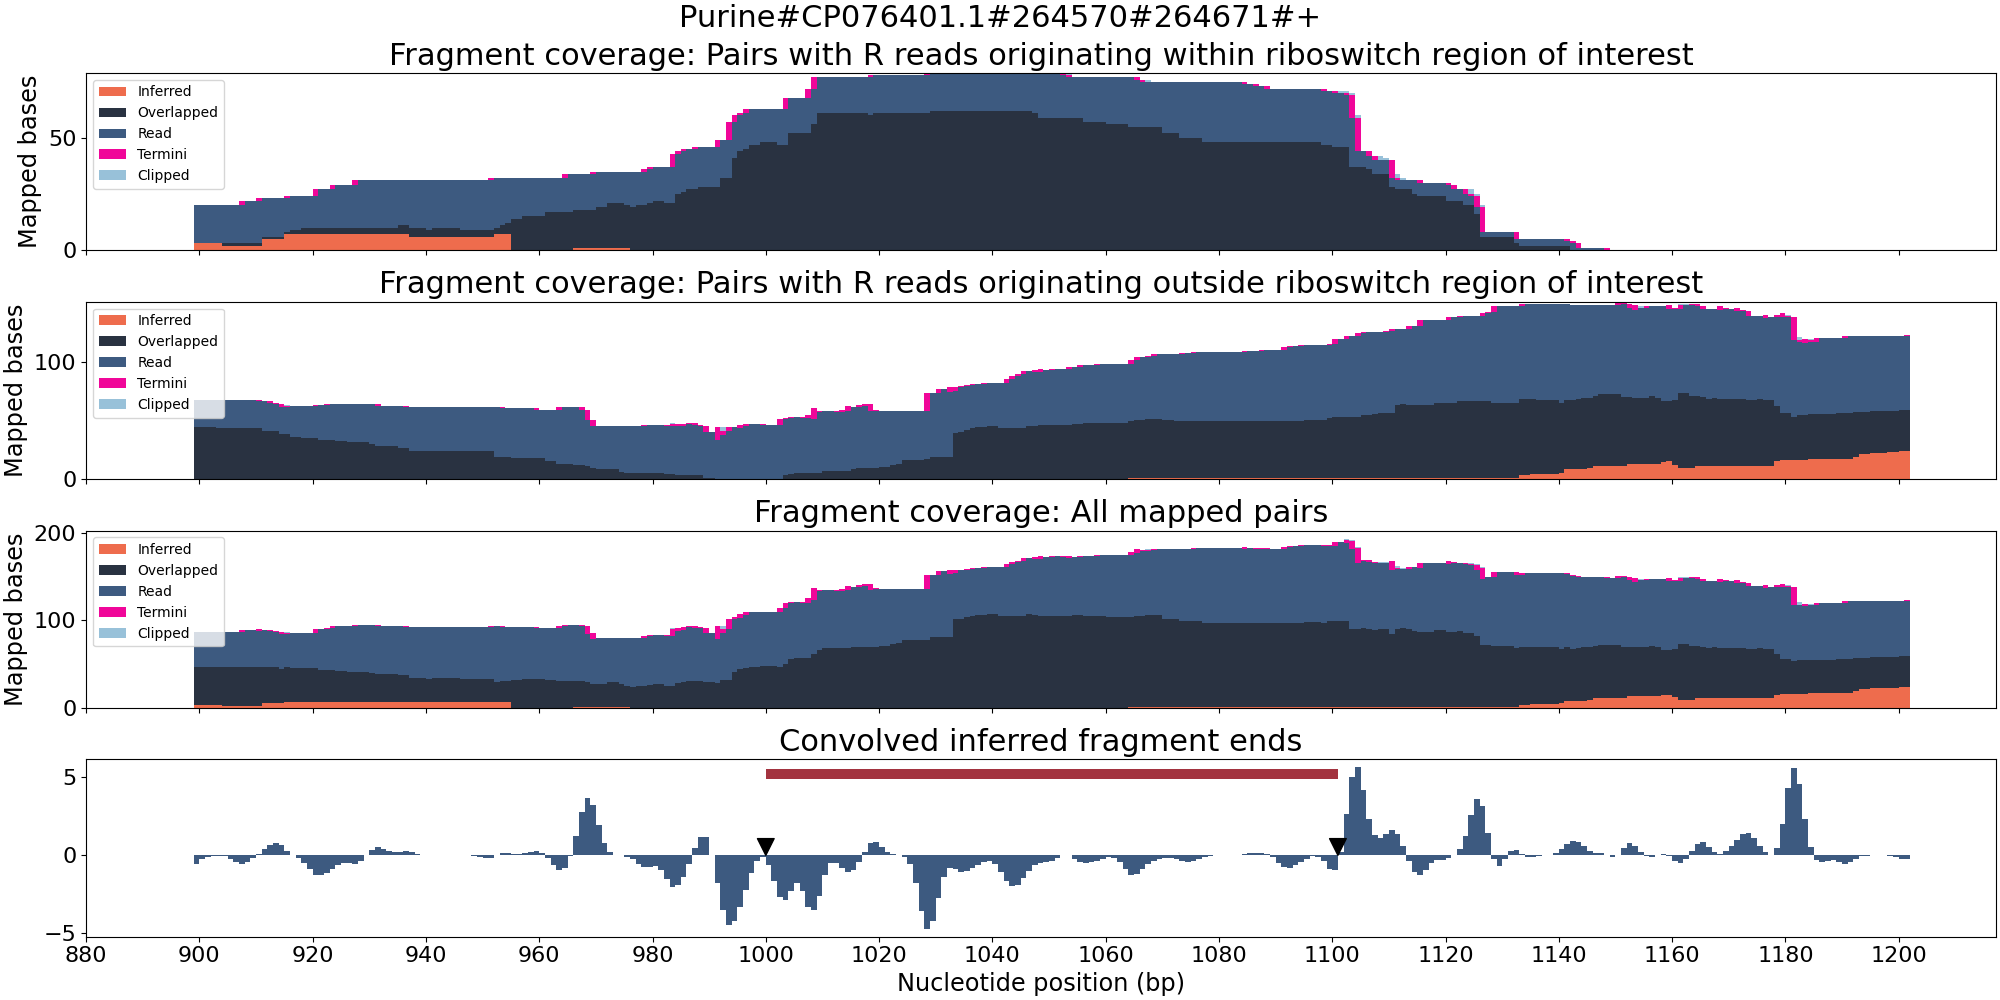 Purine#CP076401.1#264570#264671#+
Fragment coverage: Pairs with R reads originating within riboswitch region of interest
Mapped bases
50
0
Inferred
Overlapped
Read
Termini
Clipped
Fragment coverage: Pairs with R reads originating outside riboswitch region of interest
Mapped bases
100
0
Inferred
Overlapped
Read
Termini
Clipped
Fragment coverage: All mapped pairs
Mapped bases
200
100
0
Inferred
Overlapped
Read
Termini
Clipped
Convolved inferred fragment ends
5
0
−5
880 900 920 940 960 980 1000 1020 1040 1060 1080 1100 1120 1140 1160 1180 1200
Nucleotide position (bp)